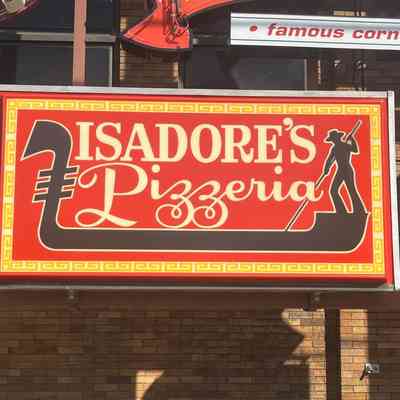 • famous corn
ISADORE'S
Pizzeria